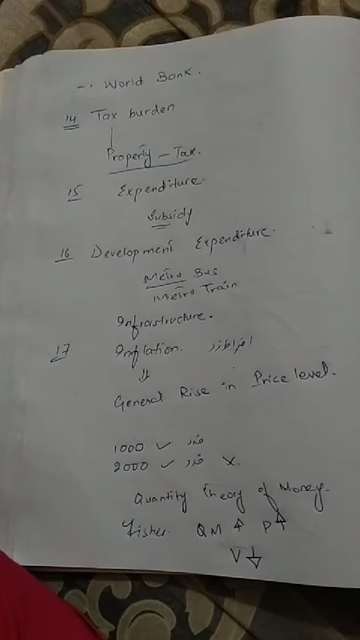 -. World Bank.
14 Tax burden
Property - Tax.
15 Expenditure.
Subsidy
16 Development Expenditure.
Metro Bus
Metro Train
Infrastructure.
17 Inflation. افراط زر
⇓
General Rise in Price level.
1000 ✓
2000 ✓ X.
Quantity theory of Money.
Fisher. QM ↑ P ↑
V ↓